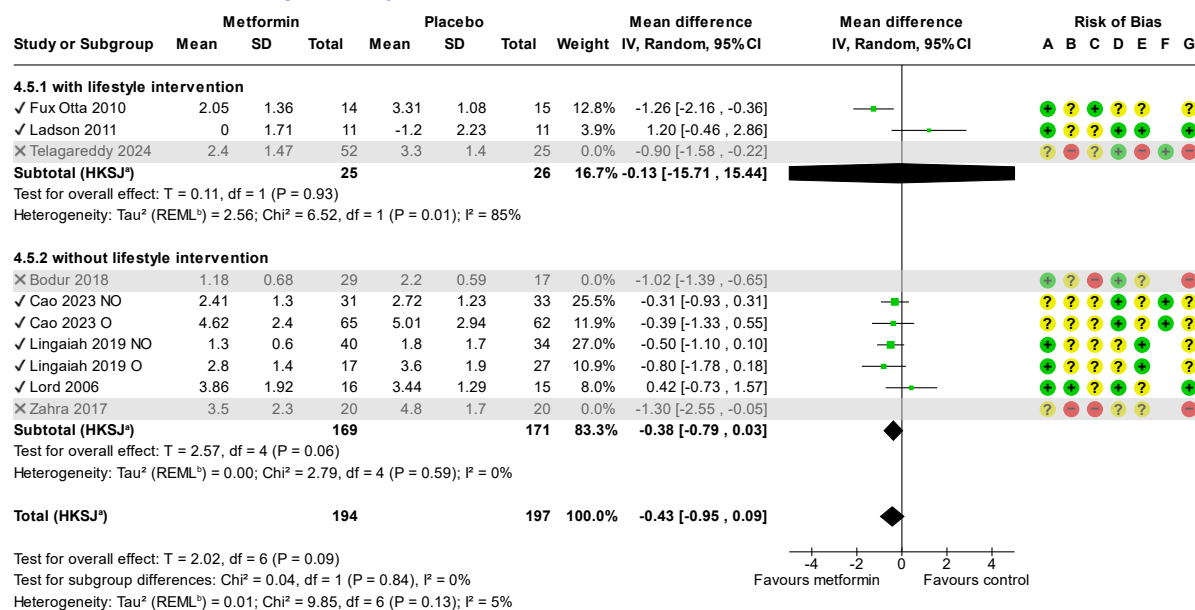 Metformin Placebo Mean difference Mean difference Risk of Bias
Study or Subgroup Mean SD Total Mean SD Total Weight IV, Random, 95% CI IV, Random, 95% CI A B C D E F G
4.5.1 with lifestyle intervention
✓ Fux Otta 2010 2.05 1.36 14 3.31 1.08 15 12.8% -1.26 [-2.16 , -0.36] + ? + ? ? ?
✓ Ladson 2011 0 1.71 11 -1.2 2.23 11 3.9% 1.20 [-0.46 , 2.86] + ? ? + + +
✕ Telagareddy 2024 2.4 1.47 52 3.3 1.4 25 0.0% -0.90 [-1.58 , -0.22] ? − ? + − + −
Subtotal (HKSJᵃ) 25 26 16.7% -0.13 [-15.71 , 15.44]
Test for overall effect: T = 0.11, df = 1 (P = 0.93)
Heterogeneity: Tau² (REMLᵇ) = 2.56; Chi² = 6.52, df = 1 (P = 0.01); I² = 85%
4.5.2 without lifestyle intervention
✕ Bodur 2018 1.18 0.68 29 2.2 0.59 17 0.0% -1.02 [-1.39 , -0.65] + ? − + ? −
✓ Cao 2023 NO 2.41 1.3 31 2.72 1.23 33 25.5% -0.31 [-0.93 , 0.31] ? ? ? + ? + ?
✓ Cao 2023 O 4.62 2.4 65 5.01 2.94 62 11.9% -0.39 [-1.33 , 0.55] ? ? ? + ? + ?
✓ Lingaiah 2019 NO 1.3 0.6 40 1.8 1.7 34 27.0% -0.50 [-1.10 , 0.10] + ? ? ? + ?
✓ Lingaiah 2019 O 2.8 1.4 17 3.6 1.9 27 10.9% -0.80 [-1.78 , 0.18] + ? ? ? + ?
✓ Lord 2006 3.86 1.92 16 3.44 1.29 15 8.0% 0.42 [-0.73 , 1.57] + + ? + ? +
✕ Zahra 2017 3.5 2.3 20 4.8 1.7 20 0.0% -1.30 [-2.55 , -0.05] ? − − ? ? −
Subtotal (HKSJᵃ) 169 171 83.3% -0.38 [-0.79 , 0.03]
Test for overall effect: T = 2.57, df = 4 (P = 0.06)
Heterogeneity: Tau² (REMLᵇ) = 0.00; Chi² = 2.79, df = 4 (P = 0.59); I² = 0%
Total (HKSJᵃ) 194 197 100.0% -0.43 [-0.95 , 0.09]
Test for overall effect: T = 2.02, df = 6 (P = 0.09)
-4 -2 0 2 4
Test for subgroup differences: Chi² = 0.04, df = 1 (P = 0.84), I² = 0%
Favours metformin Favours control
Heterogeneity: Tau² (REMLᵇ) = 0.01; Chi² = 9.85, df = 6 (P = 0.13); I² = 5%